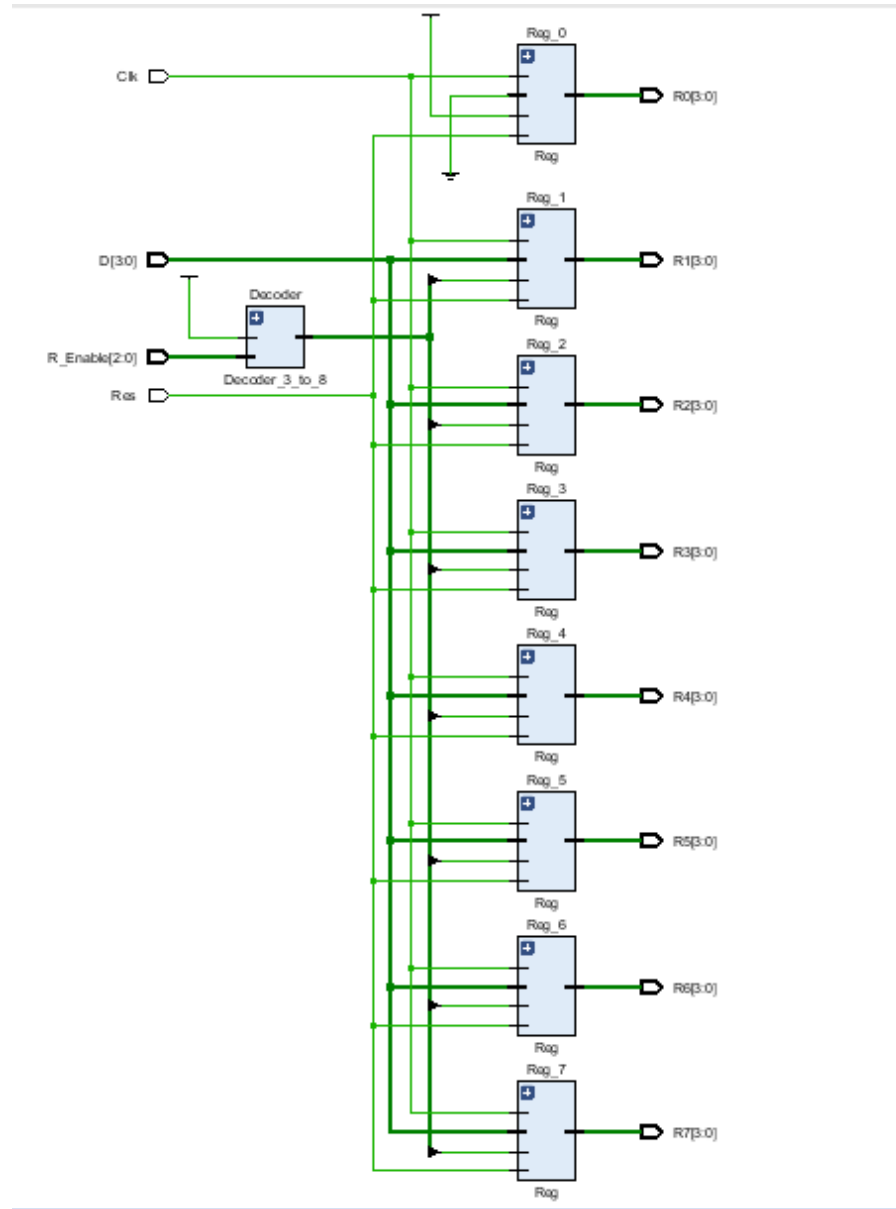 Reg_0
Clk
R0[3:0]
Reg
Reg_1
D[3:0]
R1[3:0]
Decoder
Reg
R_Enable[2:0]
Reg_2
Decoder_3_to_8
Res
R2[3:0]
Reg
Reg_3
R3[3:0]
Reg
Reg_4
R4[3:0]
Reg
Reg_5
R5[3:0]
Reg
Reg_6
R6[3:0]
Reg
Reg_7
R7[3:0]
Reg